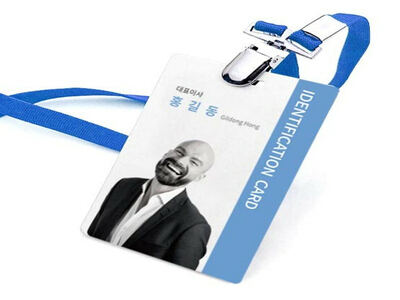 대표이사
홍 길 동 Gildong Hong
IDENTIFICATION CARD